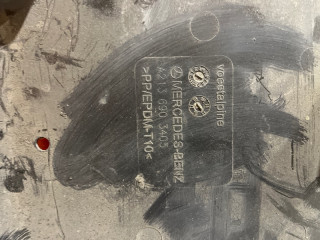 voestalpine
MERCEDES-BENZ
A213 690 3403
>PP/EPDM-T10<